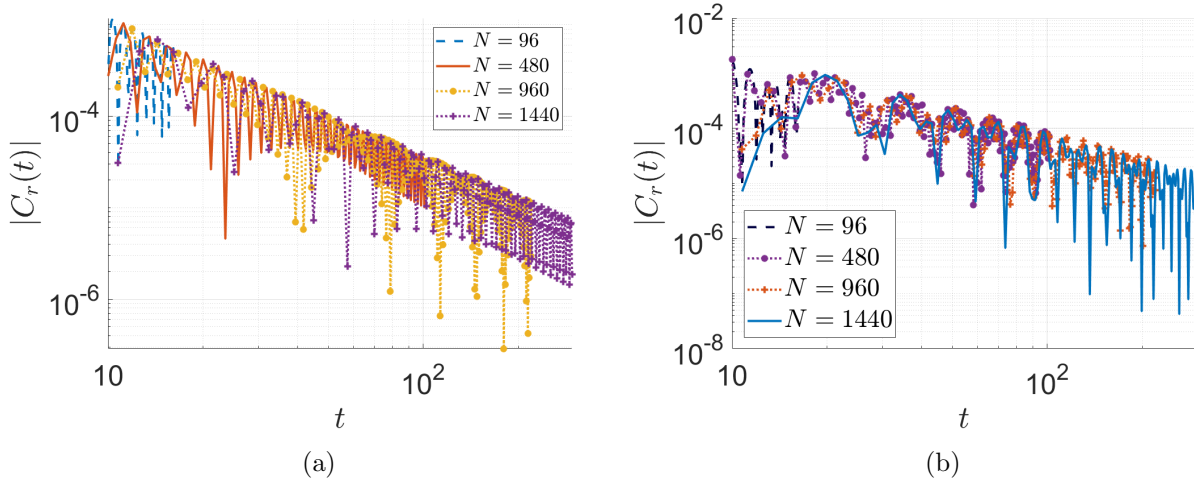 |C_r(t)|
10^{-4}
10^{-6}
N = 96
N = 480
N = 960
N = 1440
10
10^2
t
(a)
|C_r(t)|
10^{-2}
10^{-4}
10^{-6}
10^{-8}
N = 96
N = 480
N = 960
N = 1440
10
10^2
t
(b)